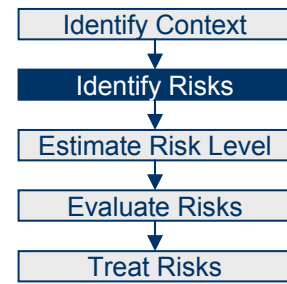 Identify Context
Identify Risks
Estimate Risk Level
Evaluate Risks
Treat Risks